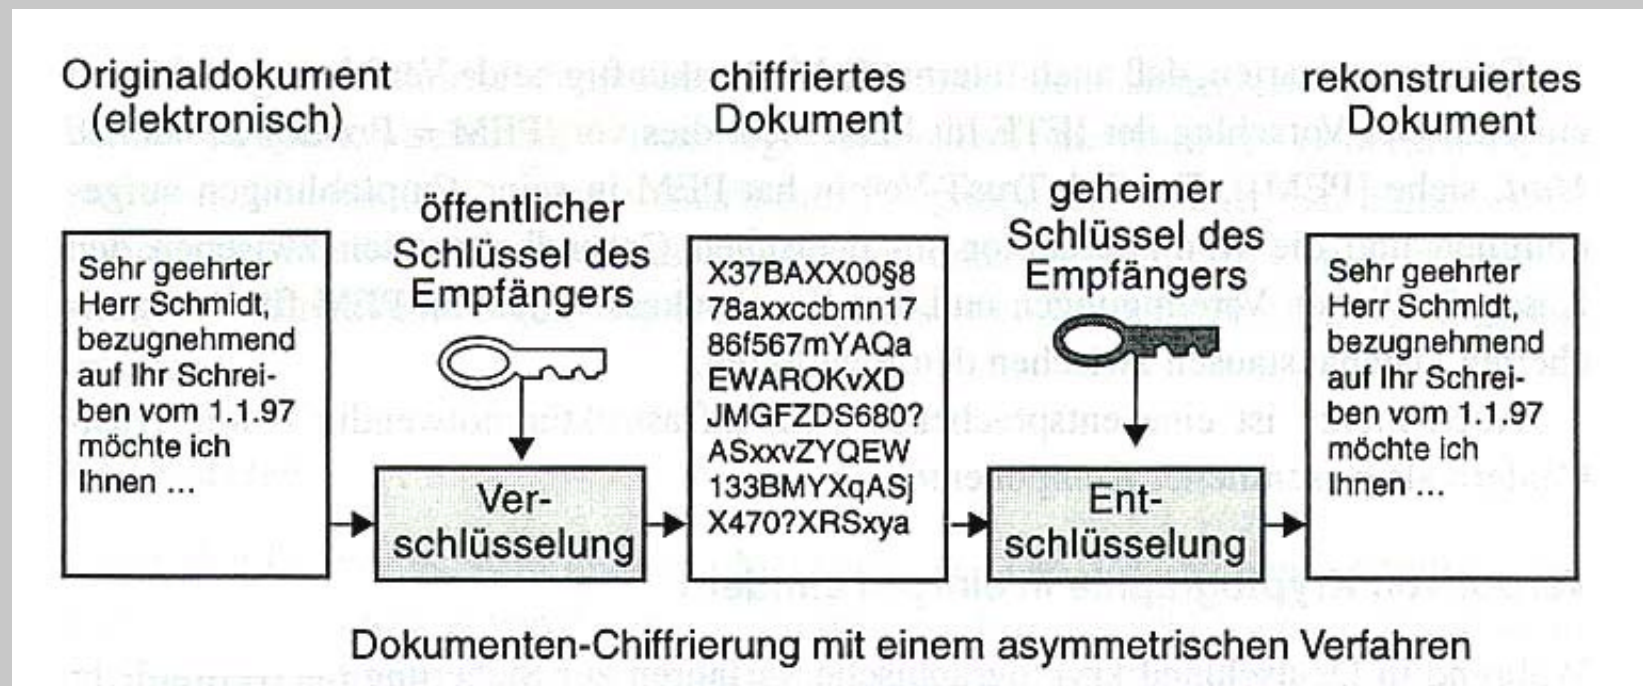 Originaldokument
(elektronisch)
chiffriertes
Dokument
rekonstruiertes
Dokument
öffentlicher
Schlüssel des
Empfängers
geheimer
Schlüssel des
Empfängers
Sehr geehrter
Herr Schmidt,
bezugnehmend
auf Ihr Schrei-
ben vom 1.1.97
möchte ich
Ihnen ...
Ver-
schlüsselung
X37BAXX00§8
78axxccbmn17
86f567mYAQa
EWAROKvXD
JMGFZDS680?
ASxxvZYQEW
133BMYXqASj
X470?XRSxya
Ent-
schlüsselung
Sehr geehrter
Herr Schmidt,
bezugnehmend
auf Ihr Schrei-
ben vom 1.1.97
möchte ich
Ihnen ...
Dokumenten-Chiffrierung mit einem asymmetrischen Verfahren